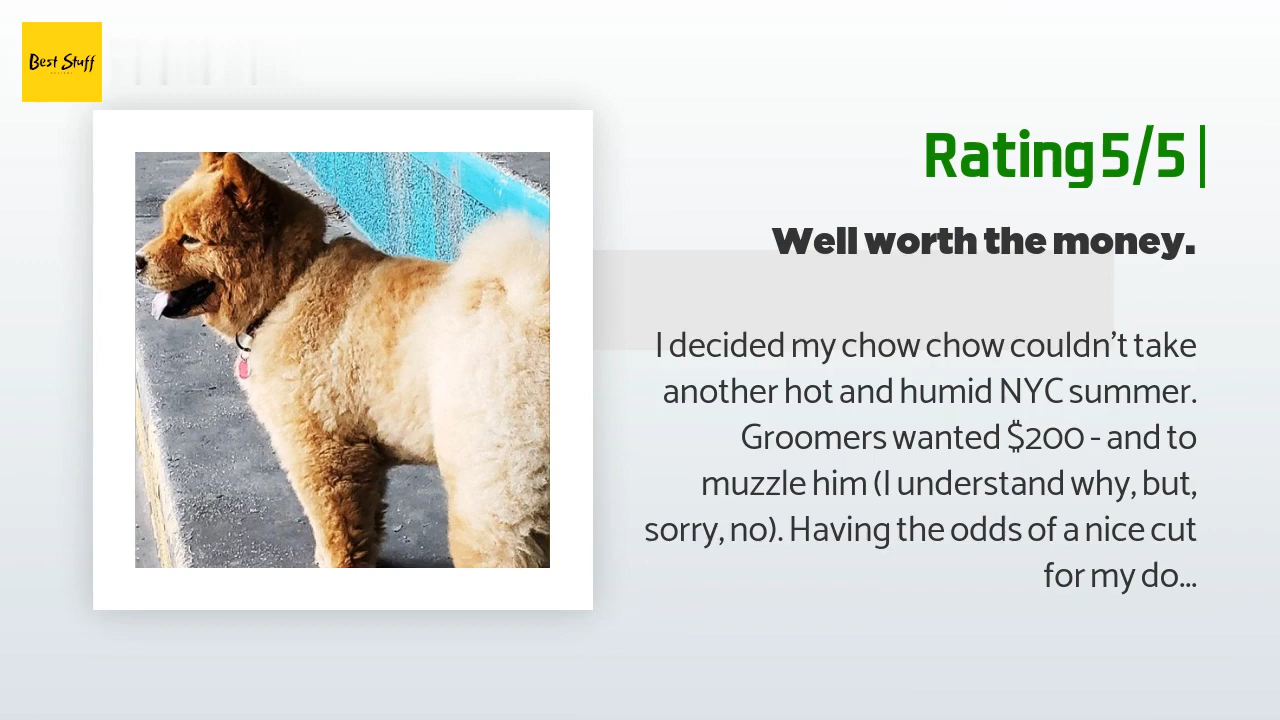 Best Stuff
Rating 5/5 |
Well worth the money.
I decided my chow chow couldn’t take
another hot and humid NYC summer.
Groomers wanted $200 - and to
muzzle him (I understand why, but,
sorry, no). Having the odds of a nice cut
for my do...